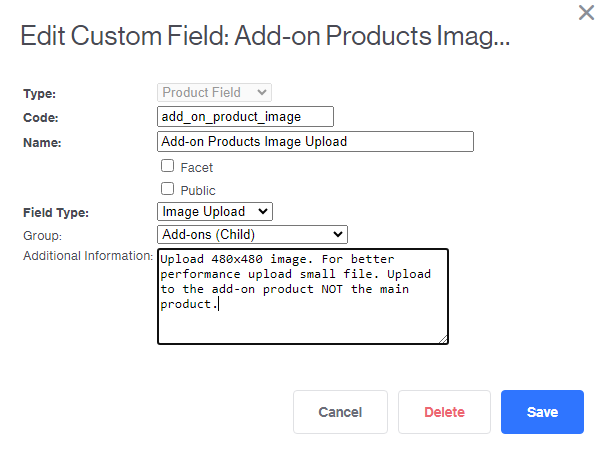 Edit Custom Field: Add-on Products Imag...
Type: Product Field
Code: add_on_product_image
Name: Add-on Products Image Upload
Facet
Public
Field Type: Image Upload
Group: Add-ons (Child)
Additional Information: Upload 480x480 image. For better
performance upload small file. Upload
to the add-on product NOT the main
product.
Cancel Delete Save